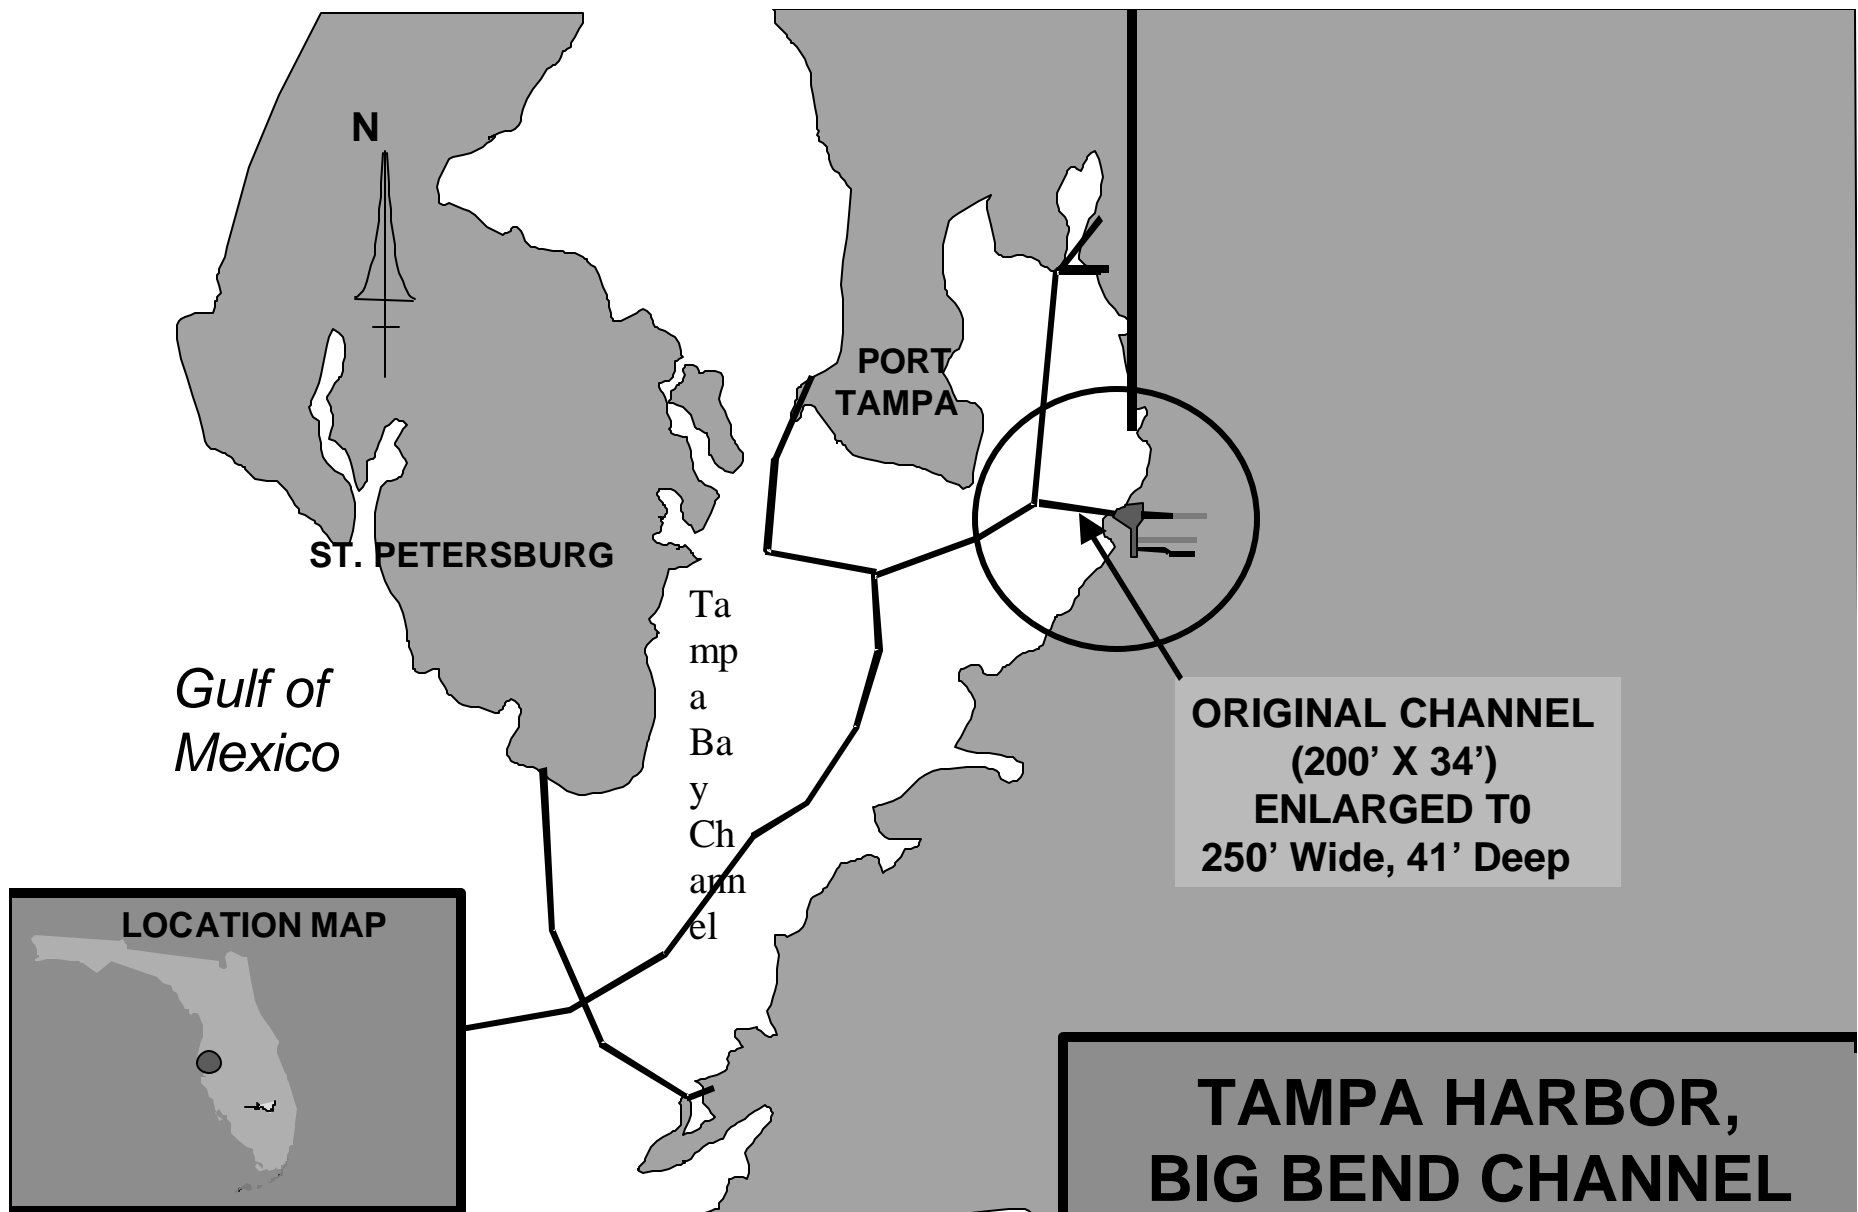 N
PORT
TAMPA
ST. PETERSBURG
Ta
mp
a
Ba
y
Ch
ann
el
Gulf of
Mexico
ORIGINAL CHANNEL
(200’ X 34’)
ENLARGED T0
250’ Wide, 41’ Deep
LOCATION MAP
TAMPA HARBOR,
BIG BEND CHANNEL